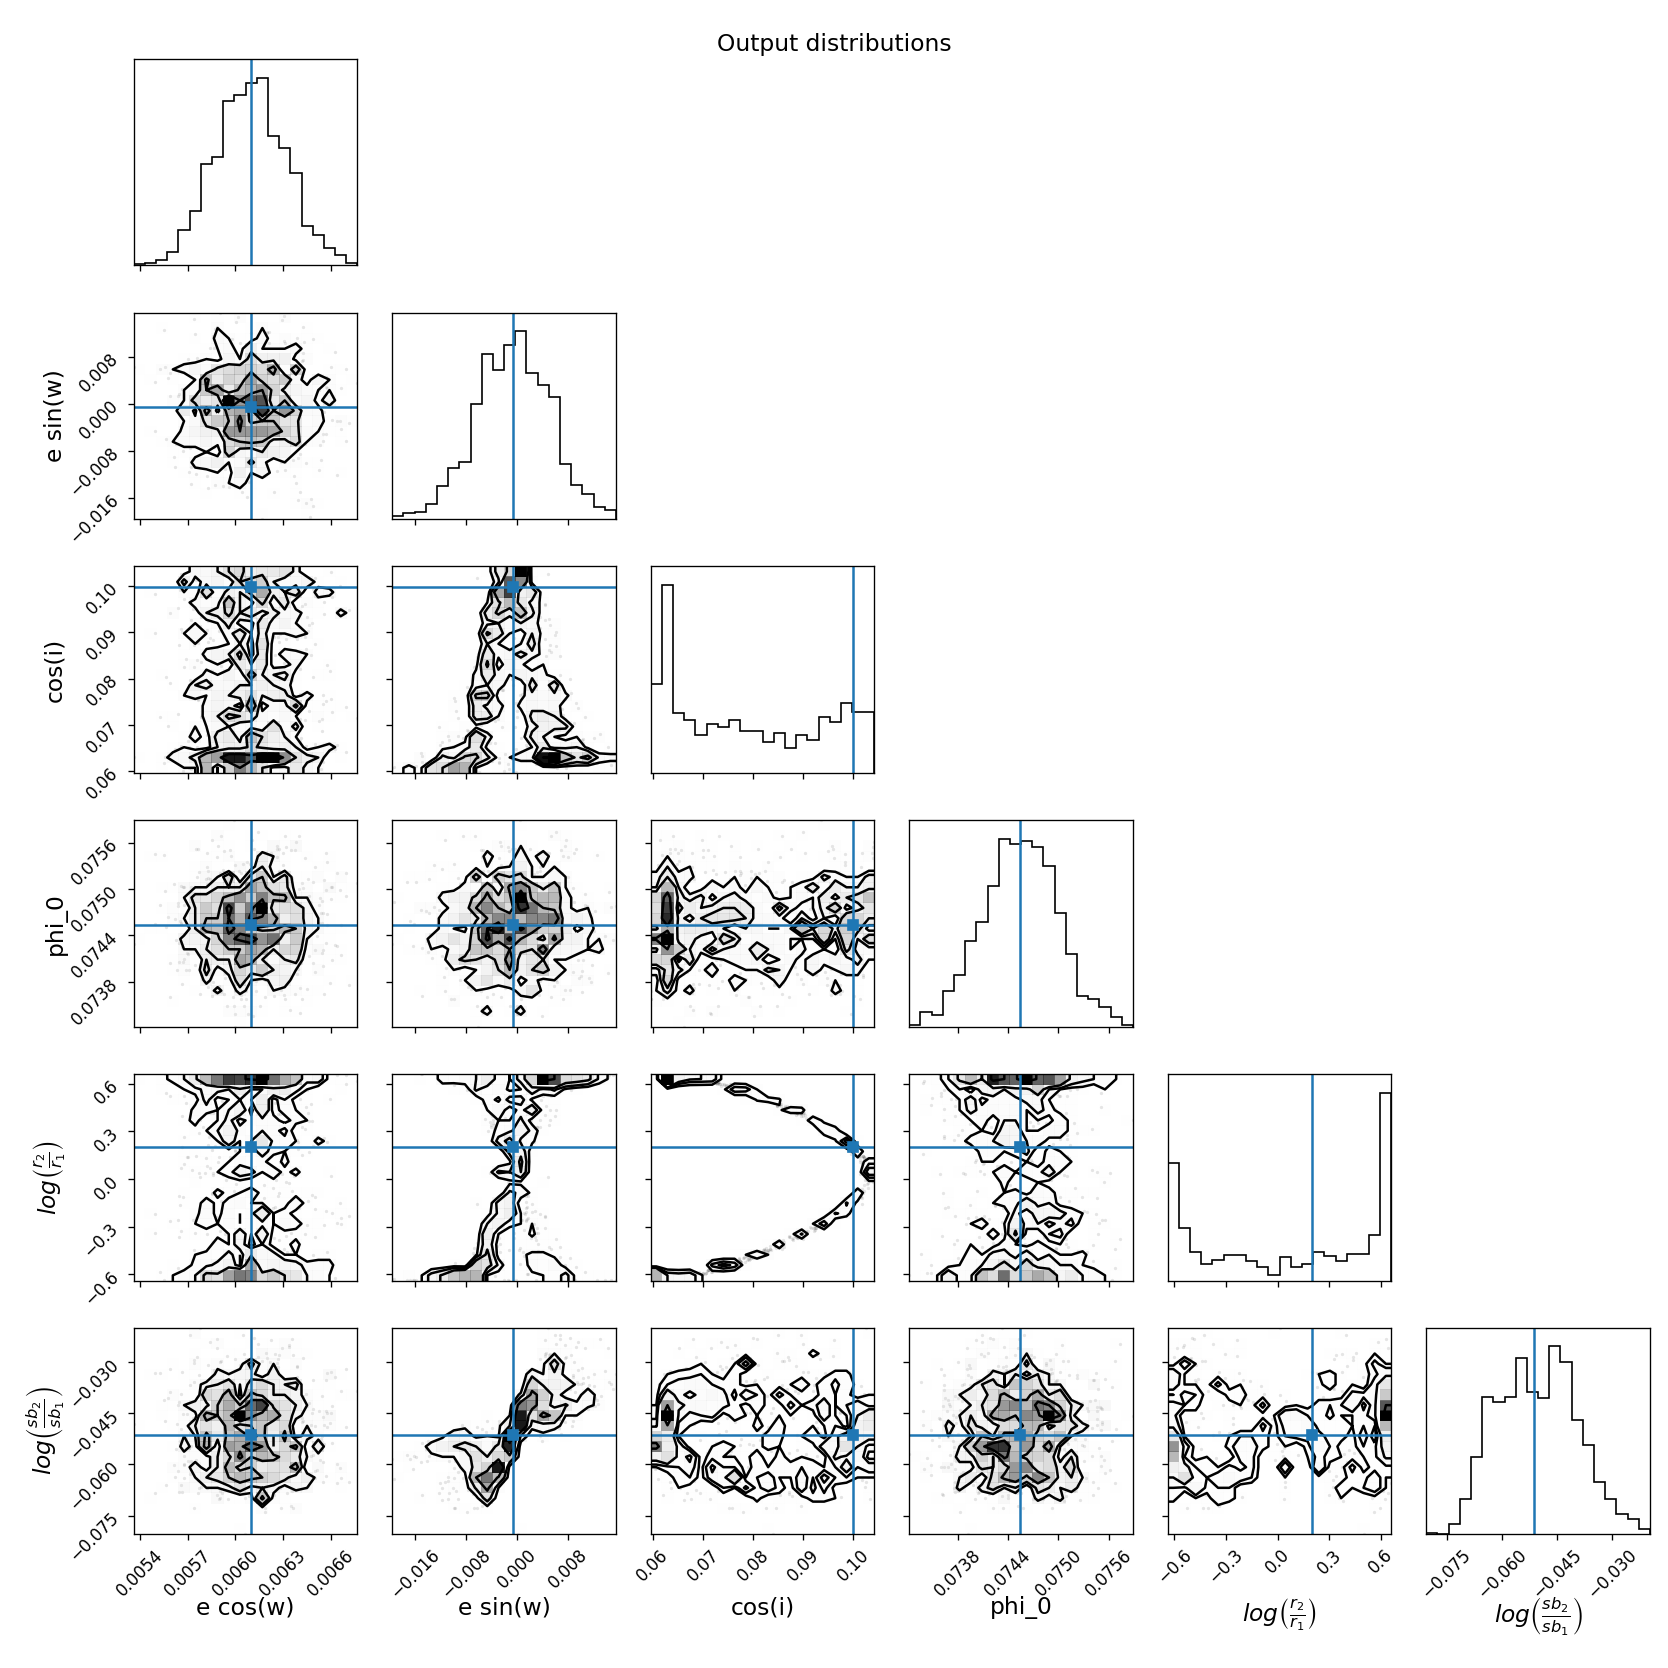 Output distributions
e sin(w)
0.008
0.000
−0.008
−0.016
cos(i)
0.10
0.09
0.08
0.07
0.06
phi_0
0.0756
0.0750
0.0744
0.0738
log(r₂/r₁)
0.6
0.3
0.0
−0.3
−0.6
log(sb₂/sb₁)
−0.030
−0.045
−0.060
−0.075
0.0054 0.0057 0.0060 0.0063 0.0066 −0.016 −0.008 0.000 0.008 0.06 0.07 0.08 0.09 0.10 0.0738 0.0744 0.0750 0.0756 −0.6 −0.3 0.0 0.3 0.6 −0.075 −0.060 −0.045 −0.030
e cos(w) e sin(w) cos(i) phi_0 log(r₂/r₁) log(sb₂/sb₁)